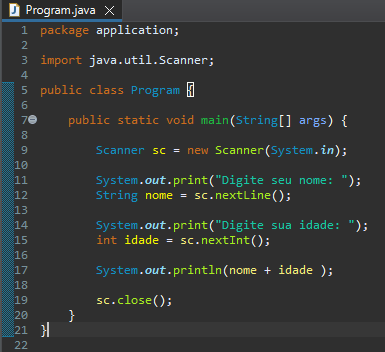 Program.java
1 package application;
2
3 import java.util.Scanner;
4
5 public class Program {
6
7 public static void main(String[] args) {
8
9 Scanner sc = new Scanner(System.in);
10
11 System.out.print("Digite seu nome: ");
12 String nome = sc.nextLine();
13
14 System.out.print("Digite sua idade: ");
15 int idade = sc.nextInt();
16
17 System.out.println(nome + idade );
18
19 sc.close();
20 }
21 }
22